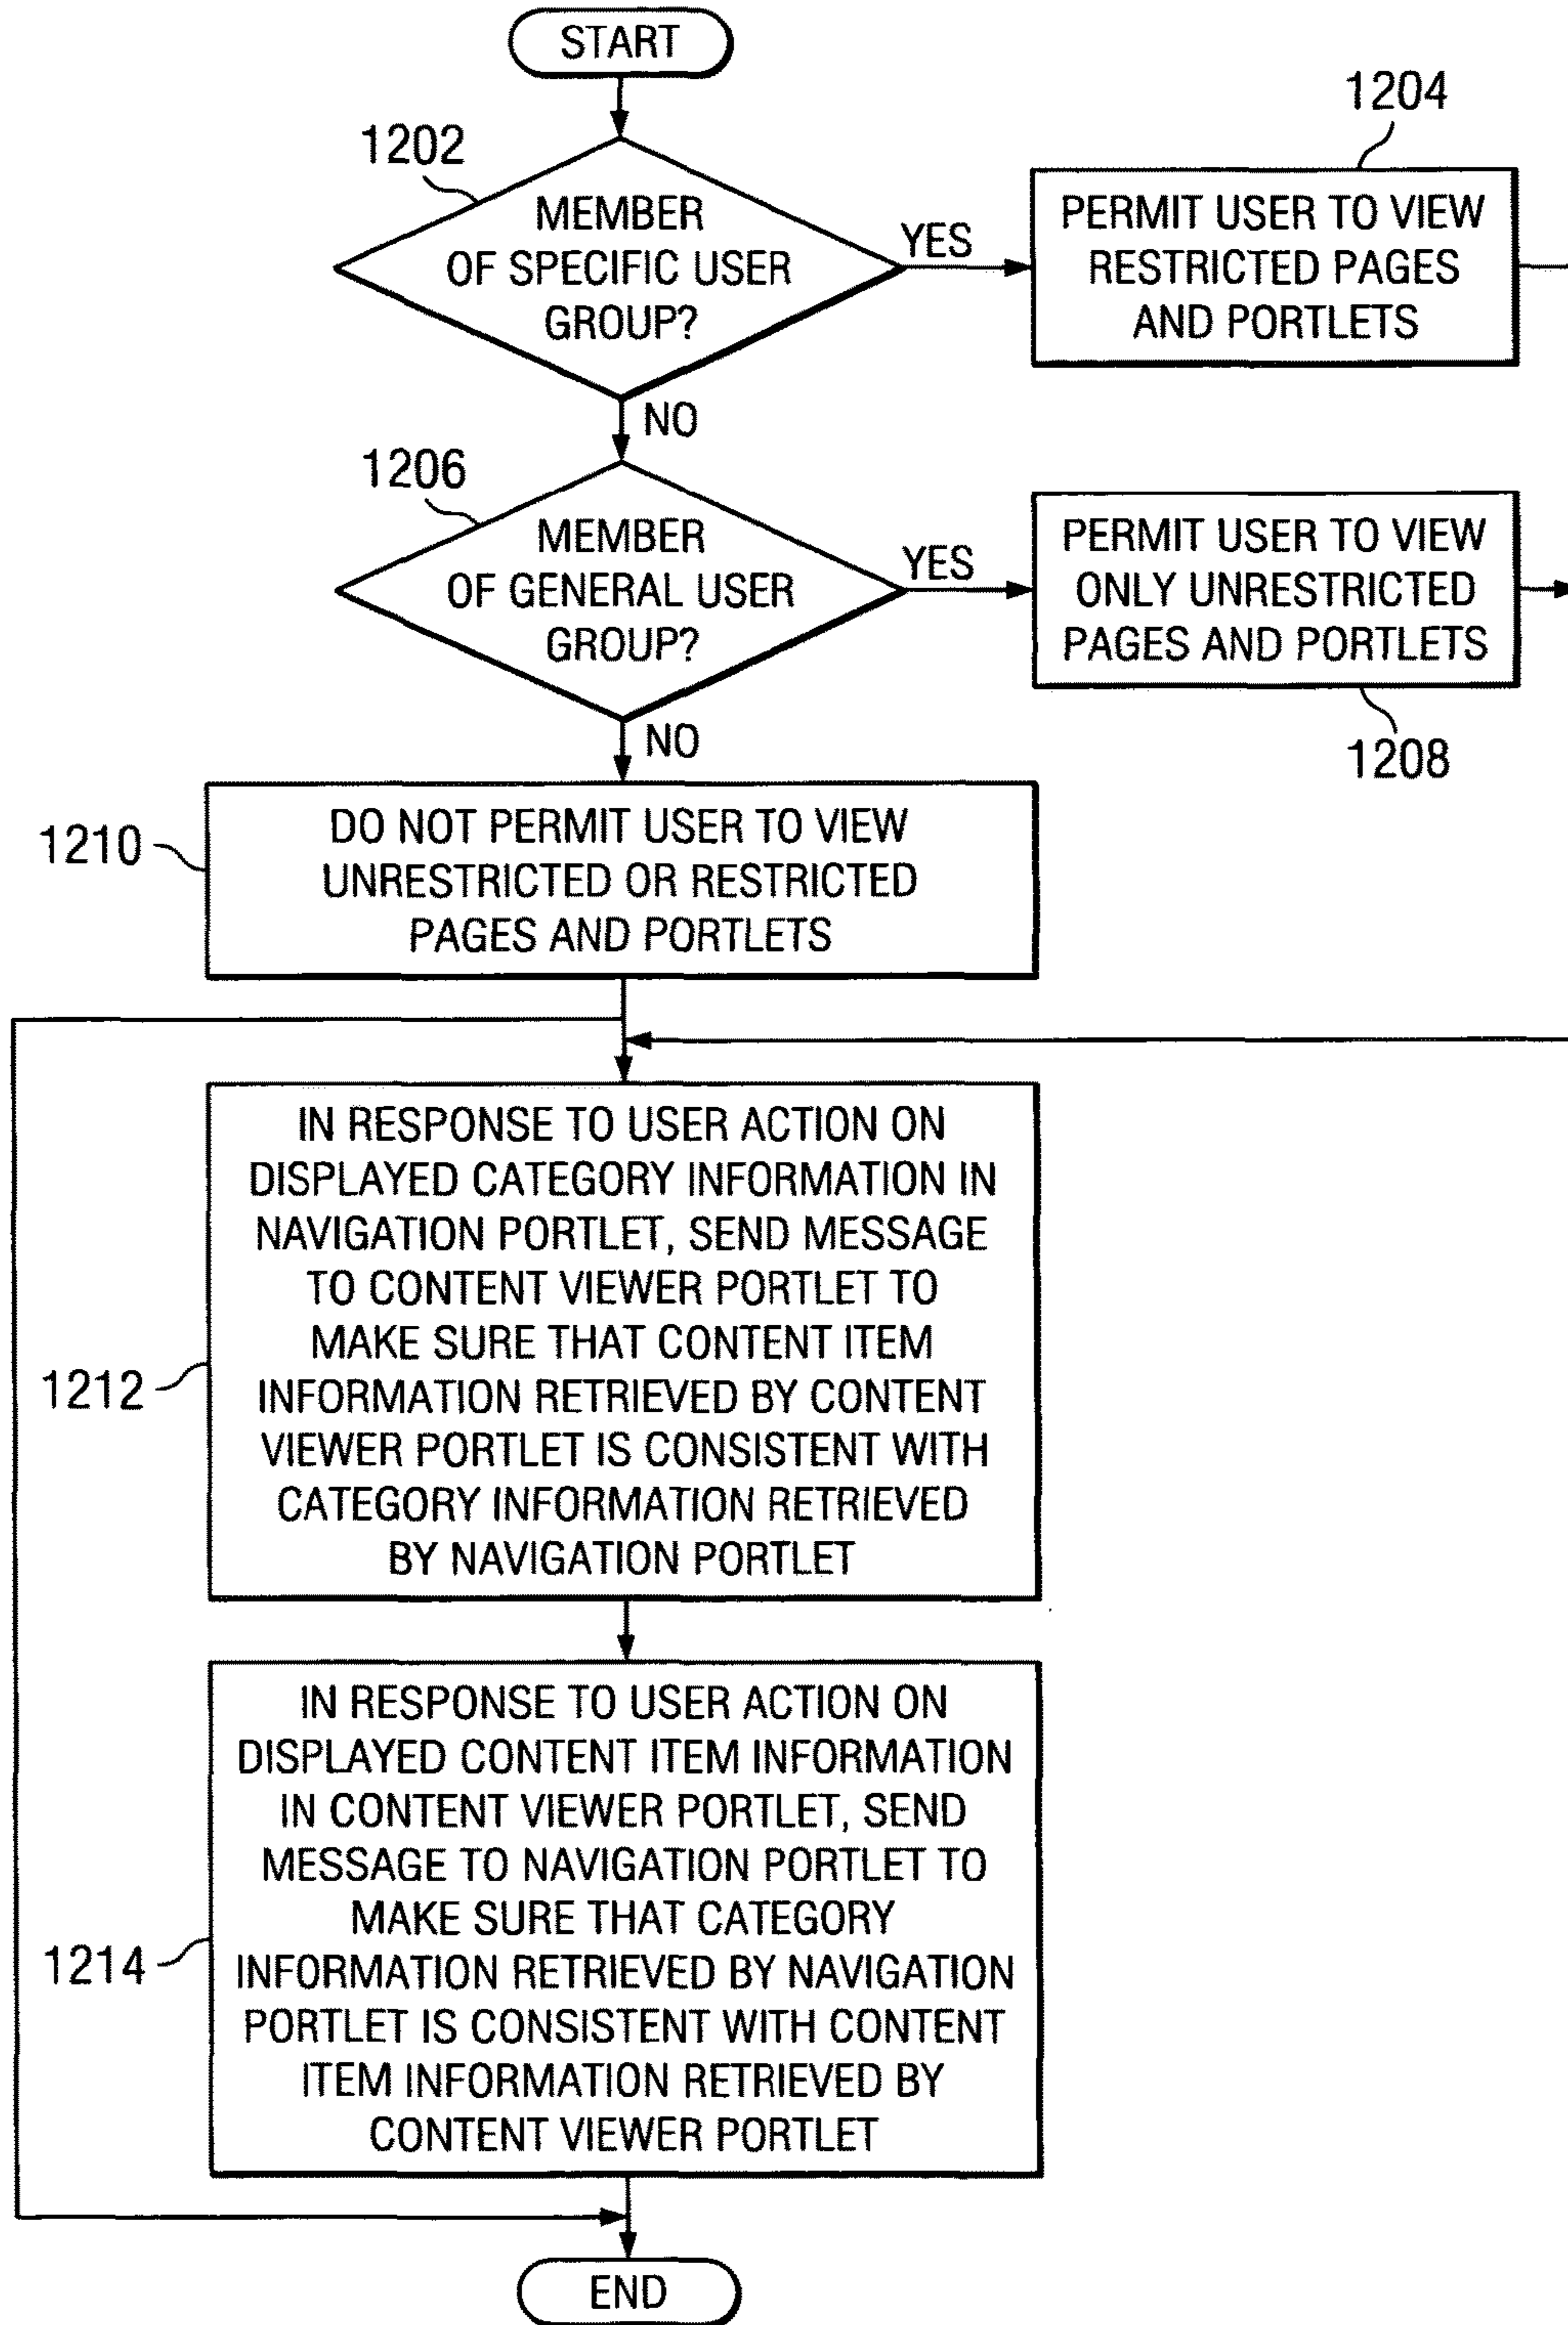 START
1202
MEMBER
OF SPECIFIC USER
GROUP?
YES
1204
PERMIT USER TO VIEW
RESTRICTED PAGES
AND PORTLETS
NO
1206
MEMBER
OF GENERAL USER
GROUP?
YES
PERMIT USER TO VIEW
ONLY UNRESTRICTED
PAGES AND PORTLETS
1208
NO
1210
DO NOT PERMIT USER TO VIEW
UNRESTRICTED OR RESTRICTED
PAGES AND PORTLETS
1212
IN RESPONSE TO USER ACTION ON
DISPLAYED CATEGORY INFORMATION IN
NAVIGATION PORTLET, SEND MESSAGE
TO CONTENT VIEWER PORTLET TO
MAKE SURE THAT CONTENT ITEM
INFORMATION RETRIEVED BY CONTENT
VIEWER PORTLET IS CONSISTENT WITH
CATEGORY INFORMATION RETRIEVED
BY NAVIGATION PORTLET
1214
IN RESPONSE TO USER ACTION ON
DISPLAYED CONTENT ITEM INFORMATION
IN CONTENT VIEWER PORTLET, SEND
MESSAGE TO NAVIGATION PORTLET TO
MAKE SURE THAT CATEGORY
INFORMATION RETRIEVED BY NAVIGATION
PORTLET IS CONSISTENT WITH CONTENT
ITEM INFORMATION RETRIEVED BY
CONTENT VIEWER PORTLET
END